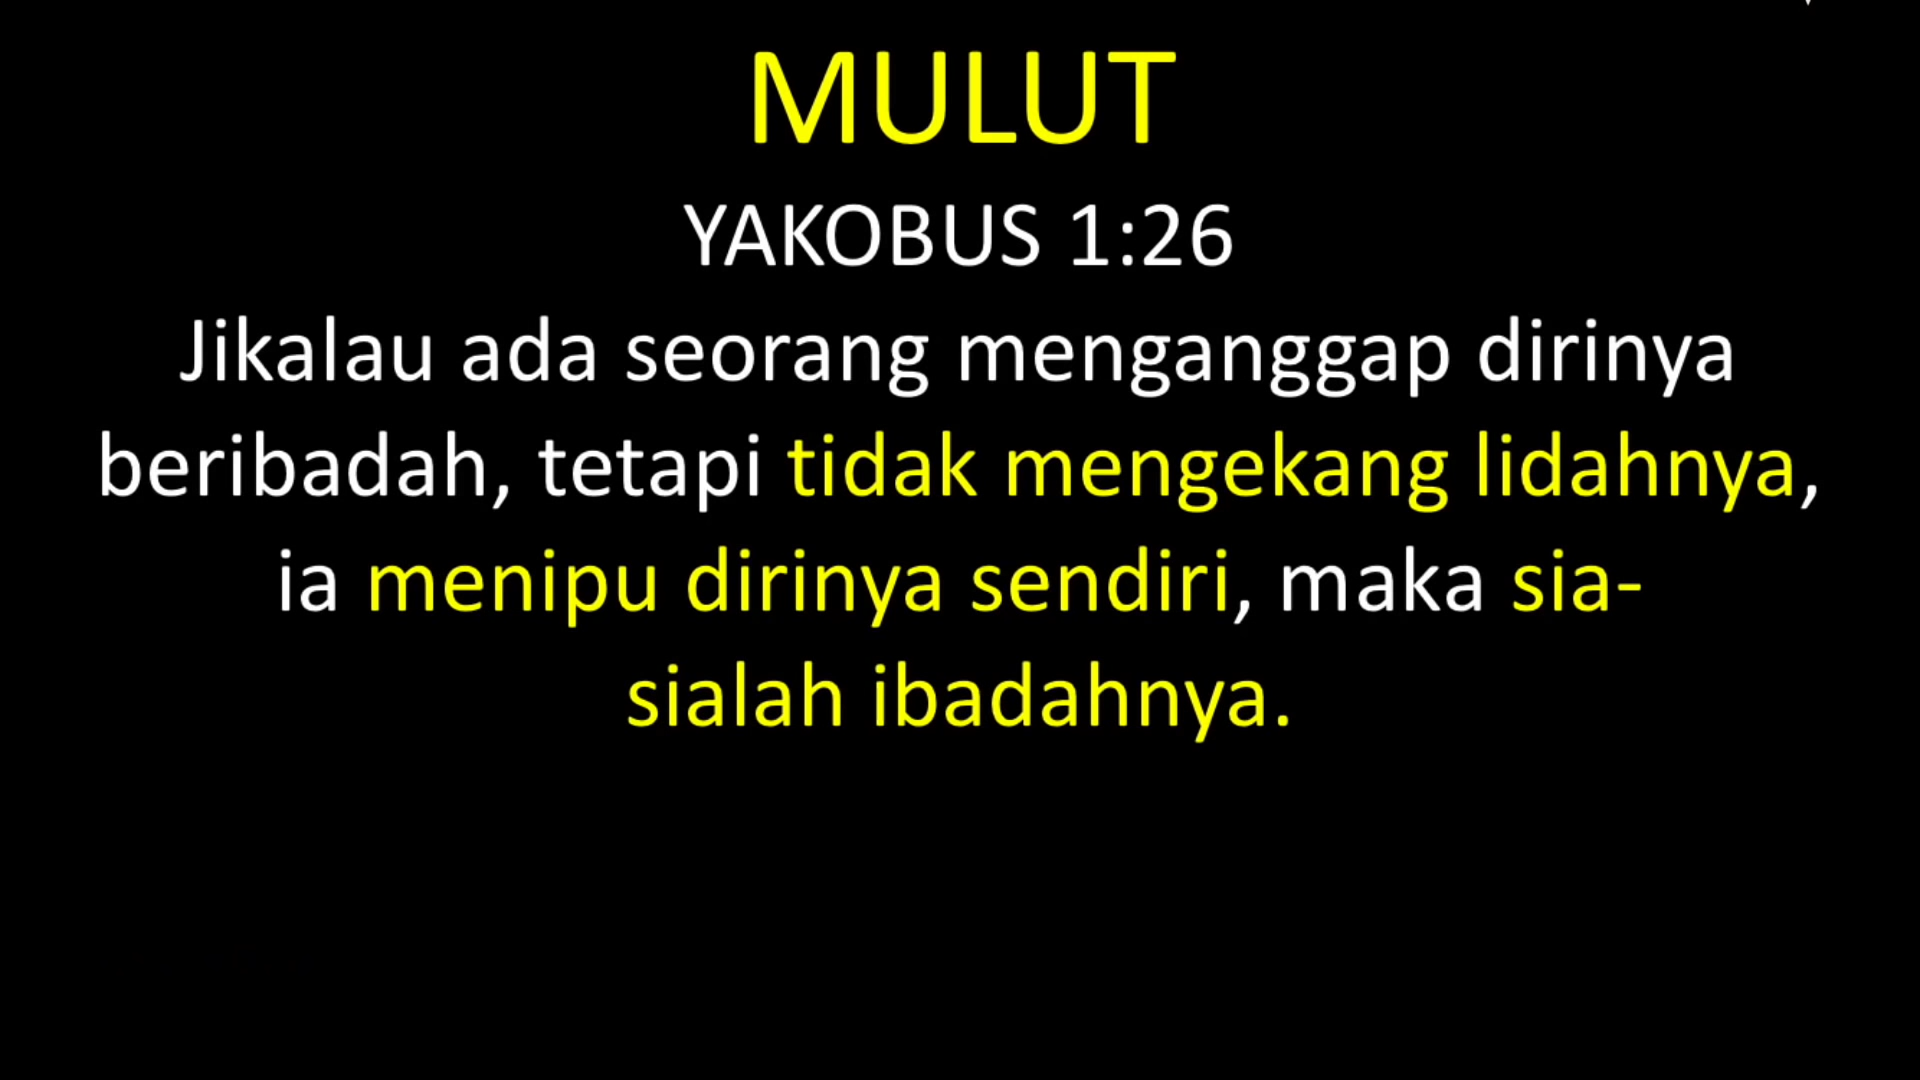 MULUT
YAKOBUS 1:26
Jikalau ada seorang menganggap dirinya
beribadah, tetapi tidak mengekang lidahnya,
ia menipu dirinya sendiri, maka sia-
sialah ibadahnya.